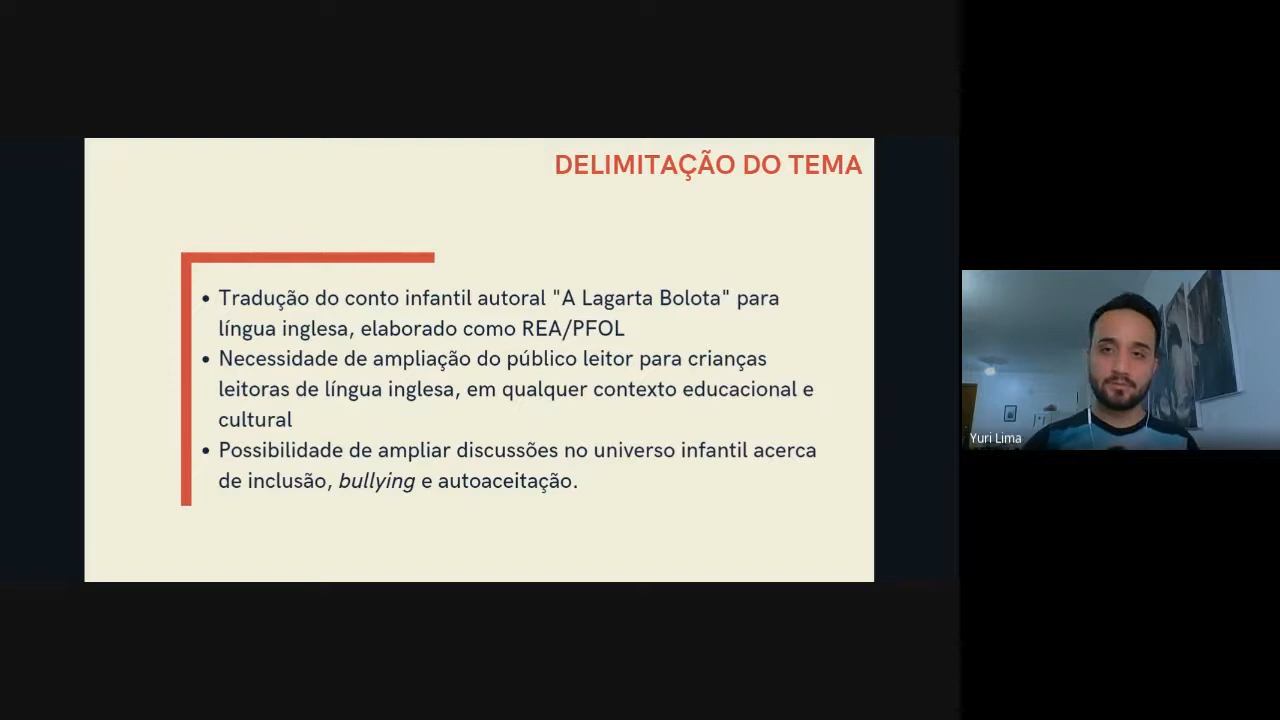 DELIMITAÇÃO DO TEMA
• Tradução do conto infantil autoral "A Lagarta Bolota" para
língua inglesa, elaborado como REA/PFOL
• Necessidade de ampliação do público leitor para crianças
leitoras de língua inglesa, em qualquer contexto educacional e
cultural
• Possibilidade de ampliar discussões no universo infantil acerca
de inclusão, bullying e autoaceitação.
Yuri Lima